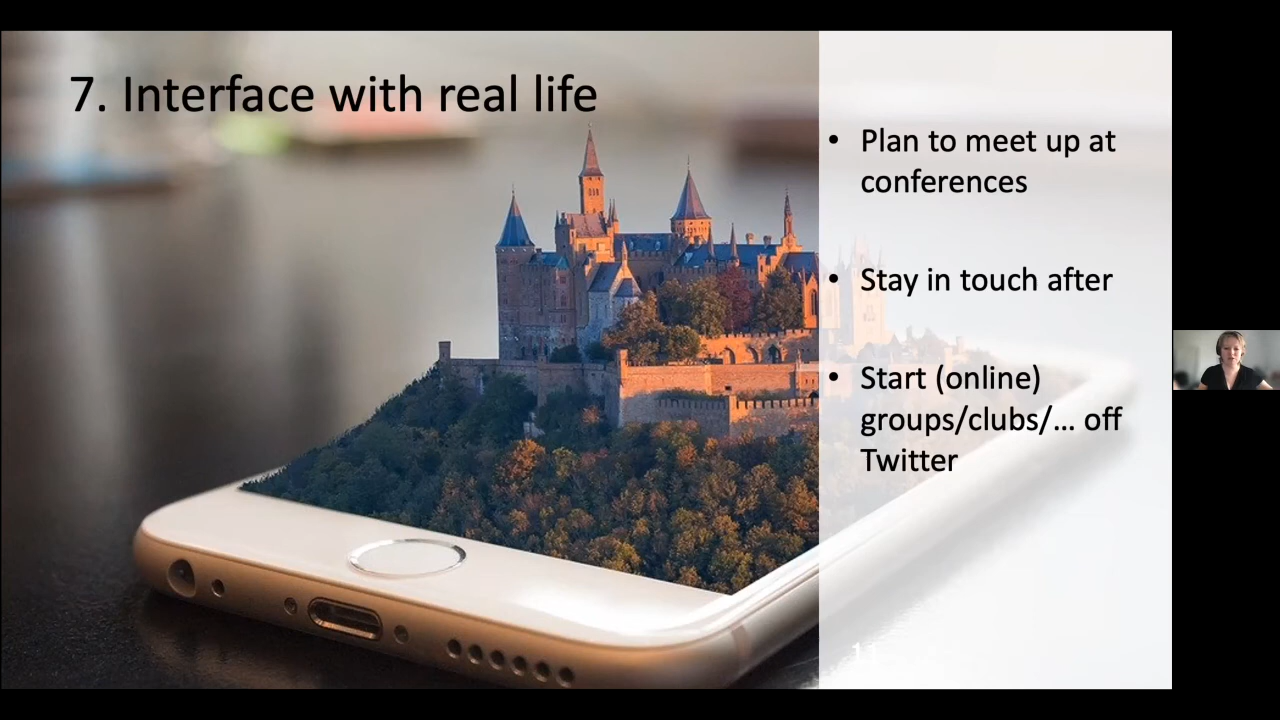 7. Interface with real life
• Plan to meet up at
conferences
• Stay in touch after
• Start (online)
groups/clubs/... off
Twitter
11